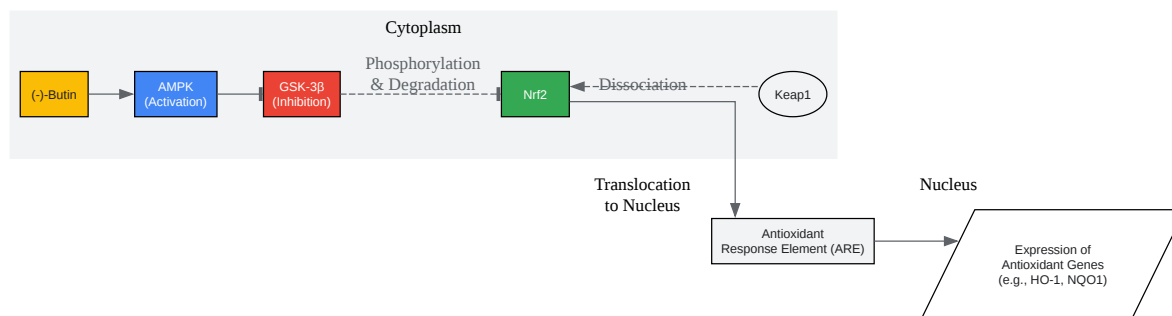 Cytoplasm
(-)-Butin
AMPK
(Activation)
GSK-3β
(Inhibition)
Phosphorylation
& Degradation
Nrf2
Dissociation
Keap1
Translocation
to Nucleus
Nucleus
Antioxidant
Response Element (ARE)
Expression of
Antioxidant Genes
(e.g., HO-1, NQO1)